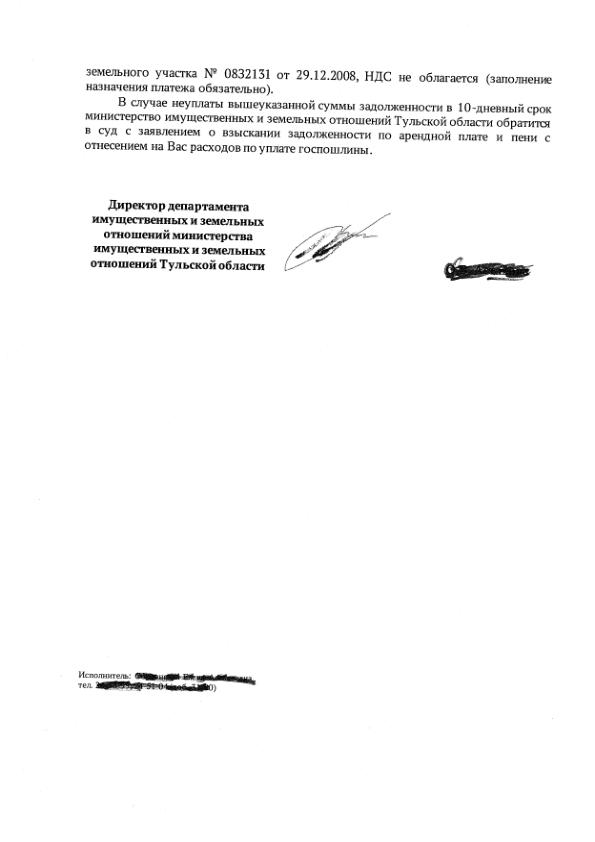 земельного участка № 0832131 от 29.12.2008, НДС не облагается (заполнение
назначения платежа обязательно).
В случае неуплаты вышеуказанной суммы задолженности в 10-дневный срок
министерство имущественных и земельных отношений Тульской области обратится
в суд с заявлением о взыскании задолженности по арендной плате и пени с
отнесением на Вас расходов по уплате госпошлины.
Директор департамента
имущественных и земельных
отношений министерства
имущественных и земельных
отношений Тульской области
Исполнитель:
тел.